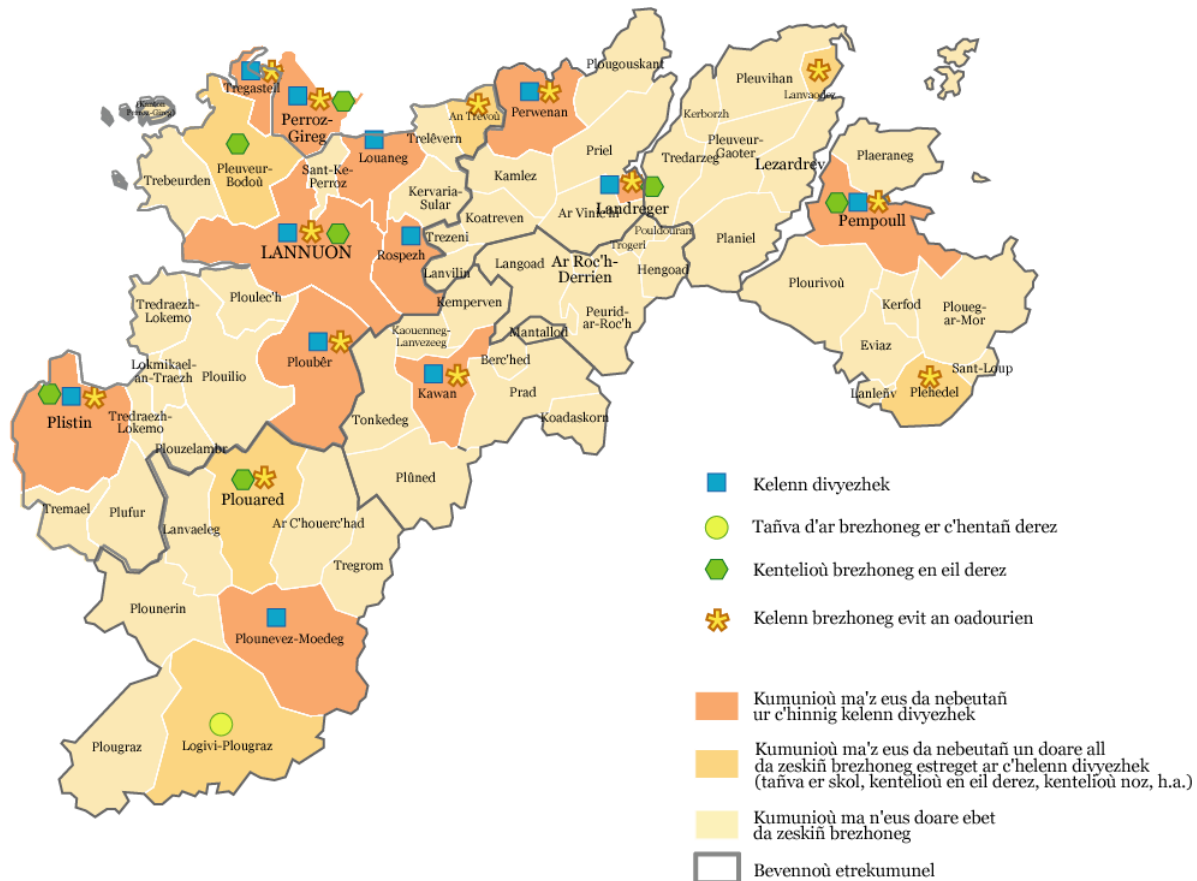 Plougouskant
Pleuvihan
Tregasteil
Lanvaodez
Perroz-
Gireg
An Trevoù
Perwenan
Kerborzh
Trelêvern
Louaneg
Pleuveur-
Gaoter
Priel
Tredarzeg
Lezardrev
Plaeraneg
Pleuveur-
Bodoù
Sant-Ke-
Perroz
Kamlez
Trebeurden
Kervaria-
Sular
Landreger
Koatreven
Pempoull
LANNUON
Trezeni
Pouldouran
Planiel
Rospezh
Trogeri
Langoad
Ar Roc'h-
Derrien
Hengoad
Lanvilin
Plourivoù
Ploulec'h
Kemperven
Tredraezh-
Lokemo
Kerfod
Peurid-
ar-Roc'h
Ploueg-
ar-Mor
Kaouenneg-
Lanvezeeg
Mantallod
Eviaz
Ploubêr
Berc'hed
Lokmikael-
an-Traezh
Plouilio
Sant-Loup
Kawan
Prad
Plehedel
Lanleñv
Plistin
Tredraezh-
Lokemo
Tonkedeg
Koadaskorn
Plouzelambr
Plûned
Kelenn divyezhek
Plouared
Tremael
Plufur
Lanvaeleg
Ar C'houerc'had
Tañva d'ar brezhoneg er c'hentañ derez
Tregrom
Kentelioù brezhoneg en eil derez
Plounerin
Kelenn brezhoneg evit an oadourien
Plounevez-Moedeg
Kumunioù ma'z eus da nebeutañ
ur c'hinnig kelenn divyezhek
Plougraz
Logivi-Plougraz
Kumunioù ma'z eus da nebeutañ un doare all
da zeskiñ brezhoneg estreget ar c'helenn divyezhek
(tañva er skol, kentelioù en eil derez, kentelioù noz, h.a.)
Kumunioù ma n'eus doare ebet
da zeskiñ brezhoneg
Bevennoù etrekumunel